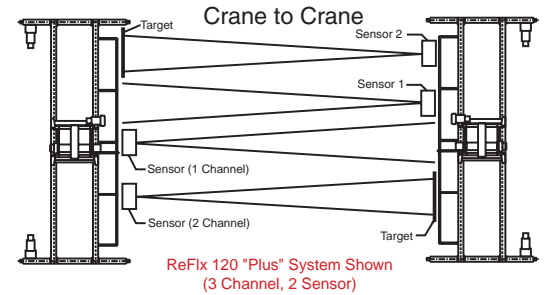 Crane to Crane
Target
Sensor 2
Sensor 1
Sensor (1 Channel)
Sensor (2 Channel)
Target
ReFlx 120 "Plus" System Shown
(3 Channel, 2 Sensor)